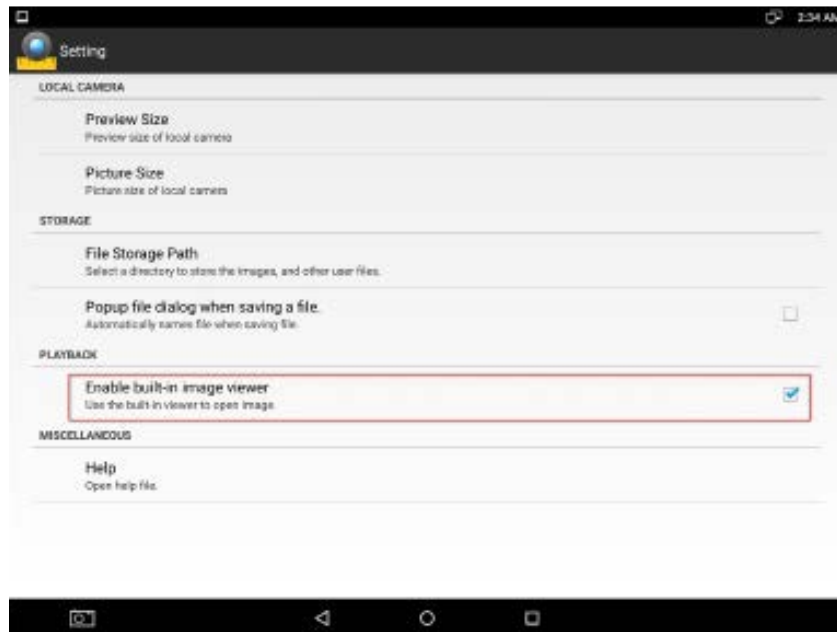 2:34 AM
Setting
LOCAL CAMERA
Preview Size
Preview size of local camera
Picture Size
Picture size of local camera
STORAGE
File Storage Path
Select a directory to store the images, and other user files.
Popup file dialog when saving a file.
Automatically names file when saving file.
PLAYBACK
Enable built-in image viewer
Use the built-in viewer to open image.
MISCELLANEOUS
Help
Open help file.